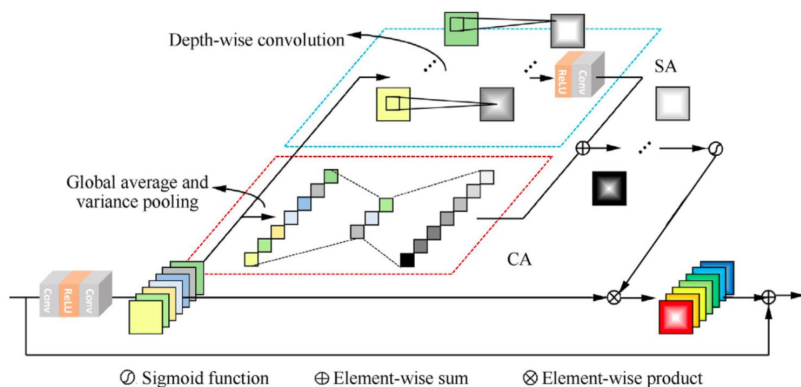 Depth-wise convolution
ReLU
Conv
SA
Global average and
variance pooling
CA
Conv
ReLU
Conv
Sigmoid function
Element-wise sum
Element-wise product